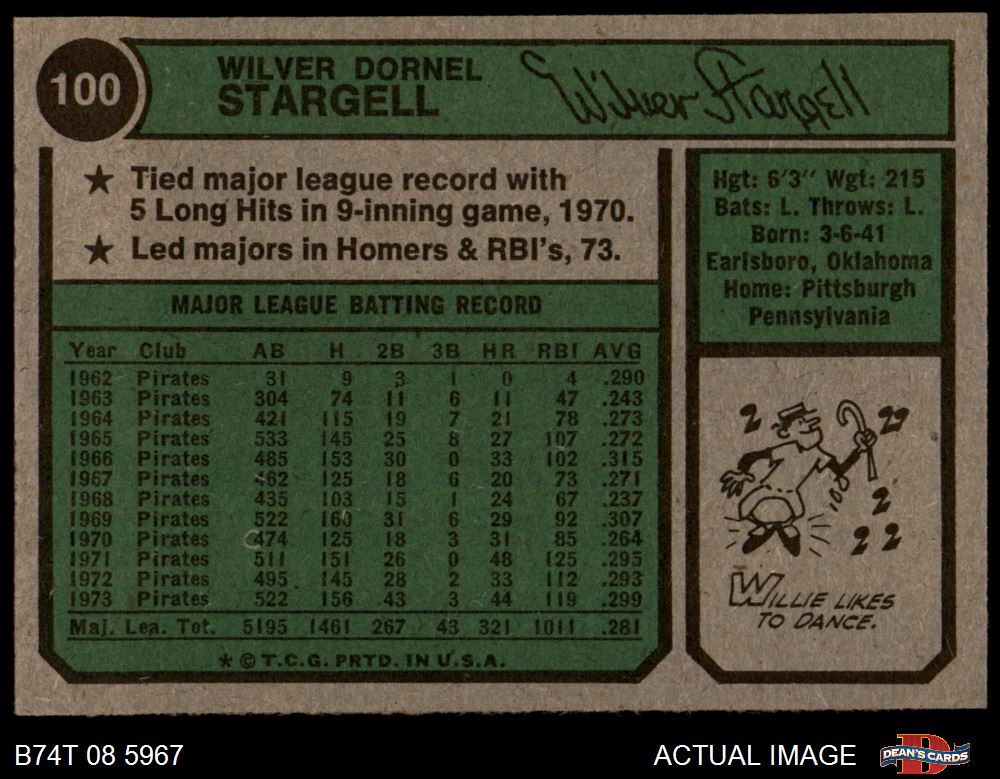 100
WILVER DORNEL
STARGELL
Wilver Stargell
★ Tied major league record with
5 Long Hits in 9-inning game, 1970.
★ Led majors in Homers & RBI's, 73.
Hgt: 6'3" Wgt: 215
Bats: L. Throws: L.
Born: 3-6-41
Earlsboro, Oklahoma
Home: Pittsburgh
Pennsylvania
MAJOR LEAGUE BATTING RECORD
Year Club AB H 2B 3B HR RBI AVG
1962 Pirates 31 9 3 1 0 4 .290
1963 Pirates 304 74 11 6 11 47 .243
1964 Pirates 421 115 19 7 21 78 .273
1965 Pirates 533 145 25 8 27 107 .272
1966 Pirates 485 153 30 0 33 102 .315
1967 Pirates 462 125 18 6 20 73 .271
1968 Pirates 435 103 15 1 24 67 .237
1969 Pirates 522 160 31 6 29 92 .307
1970 Pirates 474 125 18 3 31 85 .264
1971 Pirates 511 151 26 0 48 125 .295
1972 Pirates 495 145 28 2 33 112 .293
1973 Pirates 522 156 43 3 44 119 .299
Maj. Lea. Tot. 5195 1461 267 43 321 1011 .281
* © T.C.G. PRTD. IN U.S.A.
WILLIE LIKES
TO DANCE.
B74T 08 5967
ACTUAL IMAGE
DEAN'S CARDS